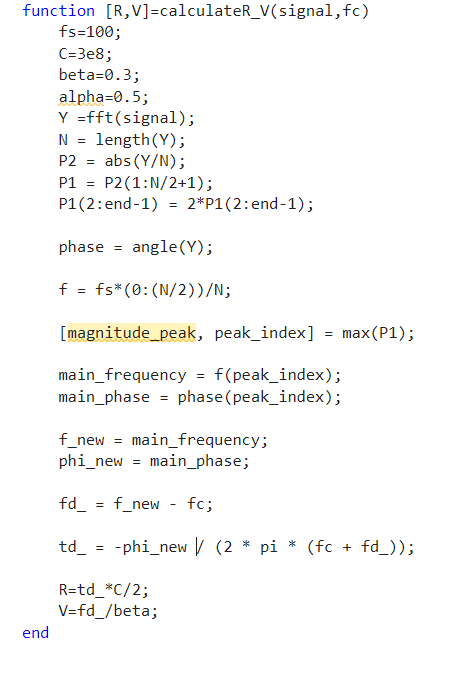 function [R,V]=calculateR_V(signal,fc)
fs=100;
C=3e8;
beta=0.3;
alpha=0.5;
Y =fft(signal);
N = length(Y);
P2 = abs(Y/N);
P1 = P2(1:N/2+1);
P1(2:end-1) = 2*P1(2:end-1);
phase = angle(Y);
f = fs*(0:(N/2))/N;
[magnitude_peak, peak_index] = max(P1);
main_frequency = f(peak_index);
main_phase = phase(peak_index);
f_new = main_frequency;
phi_new = main_phase;
fd_ = f_new - fc;
td_ = -phi_new / (2 * pi * (fc + fd_));
R=td_*C/2;
V=fd_/beta;
end